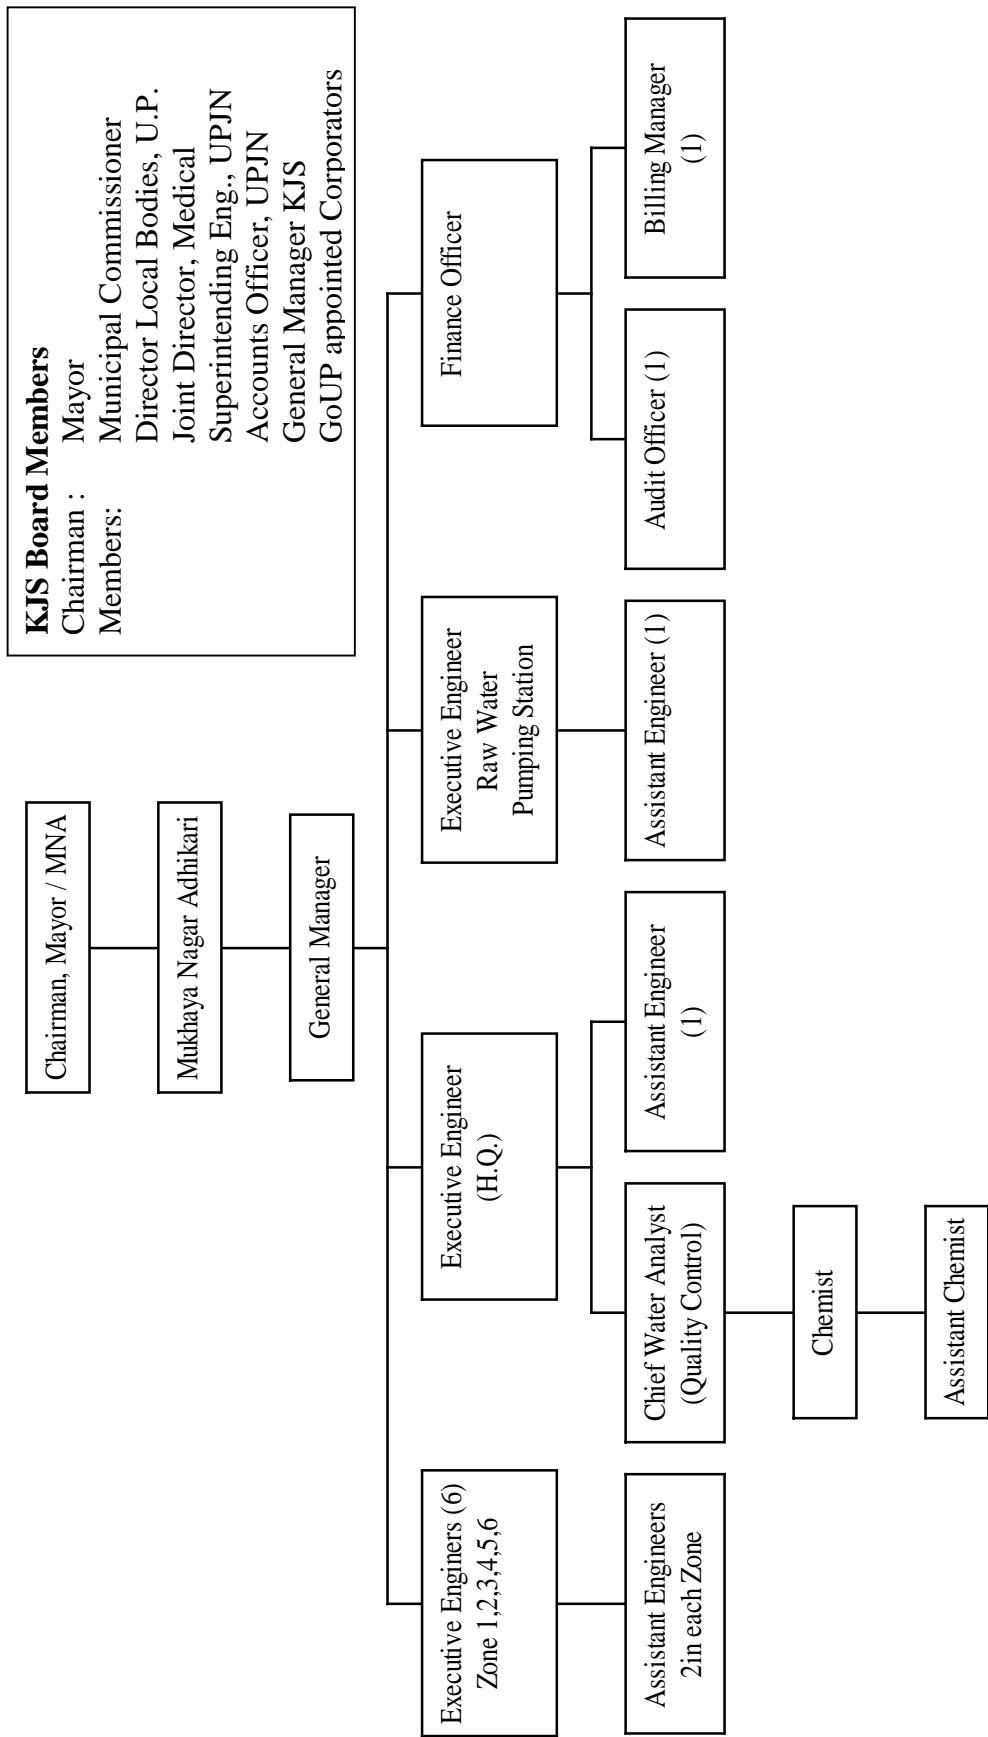 KJS Board Members
Chairman : Mayor
Members: Municipal Commissioner
Director Local Bodies, U.P.
Joint Director, Medical
Superintending Eng., UPJN
Accounts Officer, UPJN
General Manager KJS
GoUP appointed Corporators
Chairman, Mayor / MNA
Mukhaya Nagar Adhikari
General Manager
Executive Enginers (6)
Zone 1,2,3,4,5,6
Executive Engineer
(H.Q.)
Executive Engineer
Raw Water
Pumping Station
Finance Officer
Assistant Engineers
2in each Zone
Chief Water Analyst
(Quality Control)
Assistant Engineer
(1)
Assistant Engineer (1)
Audit Officer (1)
Billing Manager
(1)
Chemist
Assistant Chemist